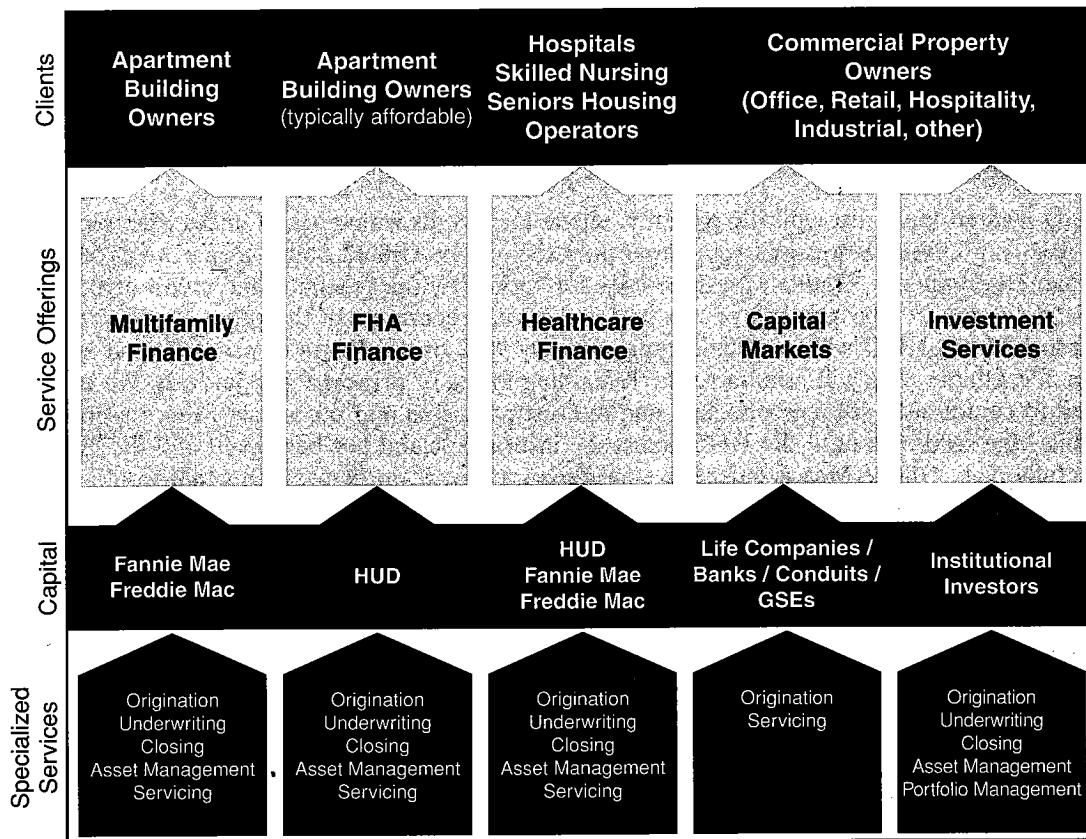 Clients
Apartment
Building
Owners
Apartment
Building Owners
(typically affordable)
Hospitals
Skilled Nursing
Seniors Housing
Operators
Commercial Property
Owners
(Office, Retail, Hospitality,
Industrial, other)
Service Offerings
Multifamily
Finance
FHA
Finance
Healthcare
Finance
Capital
Markets
Investment
Services
Capital
Fannie Mae
Freddie Mac
HUD
HUD
Fannie Mae
Freddie Mac
Life Companies /
Banks / Conduits /
GSEs
Institutional
Investors
Specialized
Services
Origination
Underwriting
Closing
Asset Management
Servicing
Origination
Underwriting
Closing
Asset Management
Servicing
Origination
Underwriting
Closing
Asset Management
Servicing
Origination
Servicing
Origination
Underwriting
Closing
Asset Management
Portfolio Management